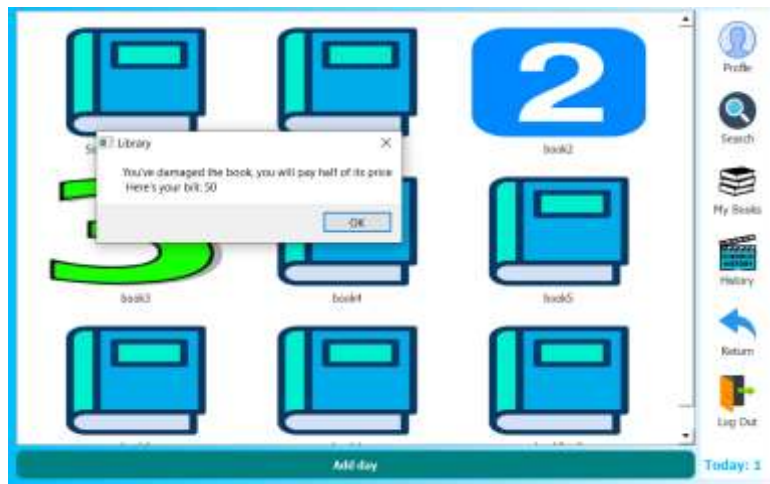 Profile
Search
My Books
History
Return
Log Out
Library
You've damaged the book, you will pay half of its price
Here's your bill: 50
OK
2
book2
3
book3
book4
book5
Add day
Today: 1